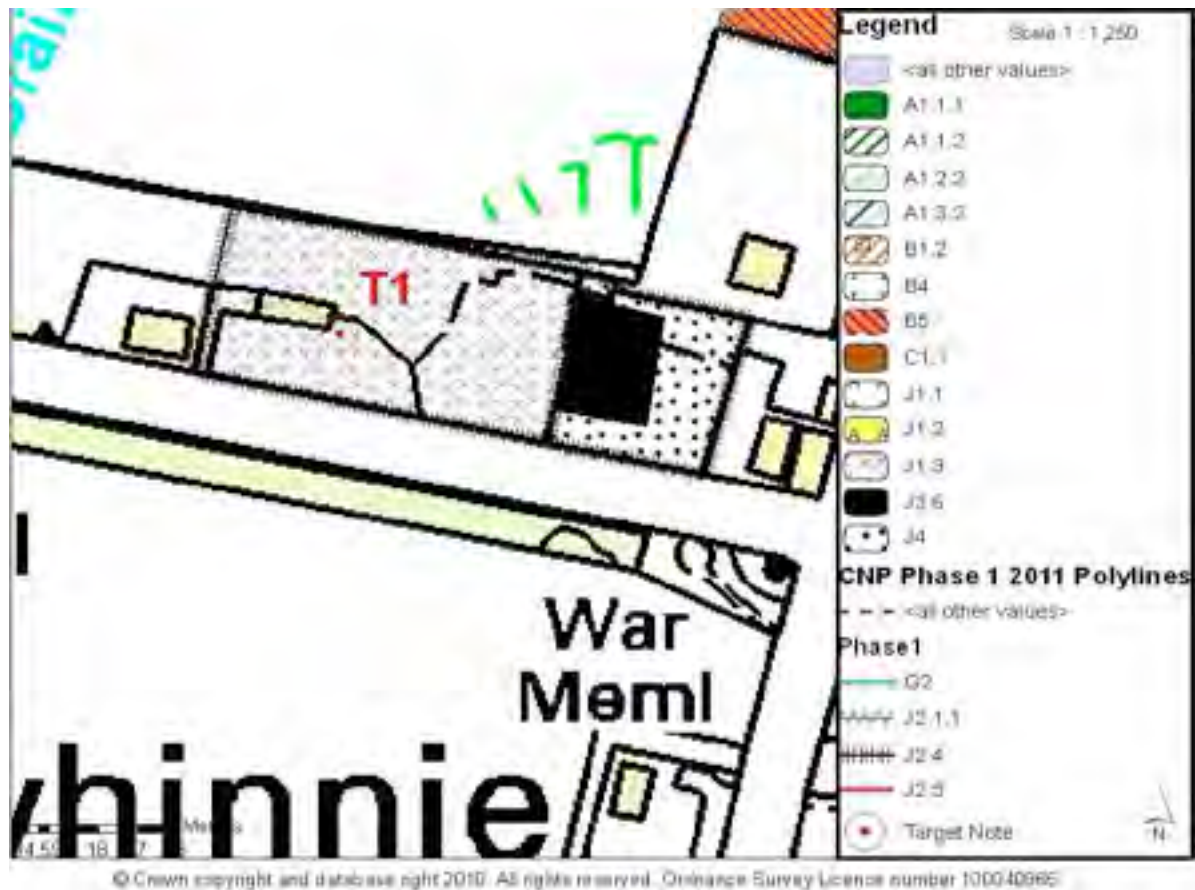 T1
War
Meml
hinnie
Legend
Scale 1 : 1,250
<all other values>
A1.1.1
A1.1.2
A1.2.2
A1.3.2
B1.2
B4
B5
C1.1
J1.1
J1.2
J1.3
J3.6
J4
CNP Phase 1 2011 Polylines
<all other values>
Phase1
G2
J2.1.1
J2.4
J2.5
Target Note
N
© Crown copyright and database right 2010. All rights reserved. Ordnance Survey Licence number 100040965